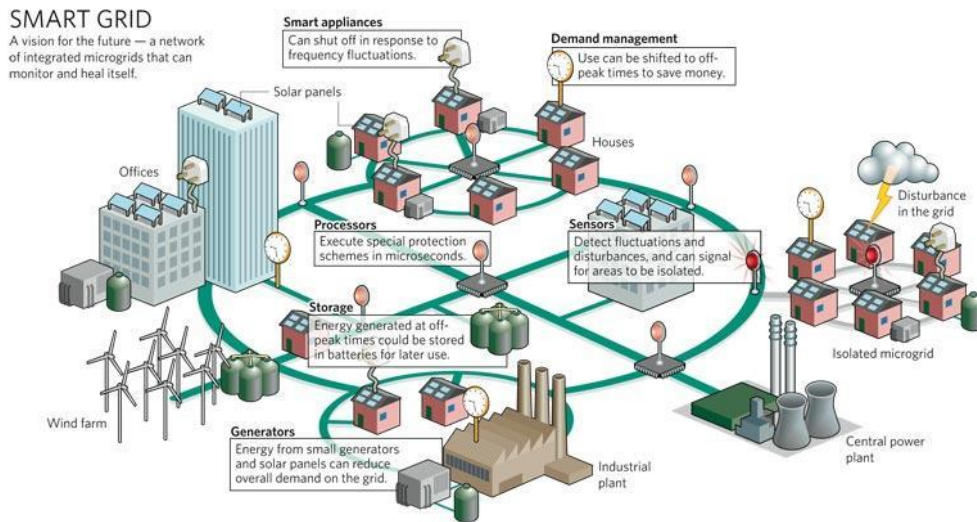 SMART GRID
A vision for the future — a network
of integrated microgrids that can
monitor and heal itself.
Smart appliances
Can shut off in response to
frequency fluctuations.
Demand management
Use can be shifted to off-
peak times to save money.
Solar panels
Houses
Offices
Disturbance
in the grid
Processors
Execute special protection
schemes in microseconds.
Sensors
Detect fluctuations and
disturbances, and can signal
for areas to be isolated.
Storage
Energy generated at off-
peak times could be stored
in batteries for later use.
Isolated microgrid
Wind farm
Generators
Energy from small generators
and solar panels can reduce
overall demand on the grid.
Industrial
plant
Central power
plant